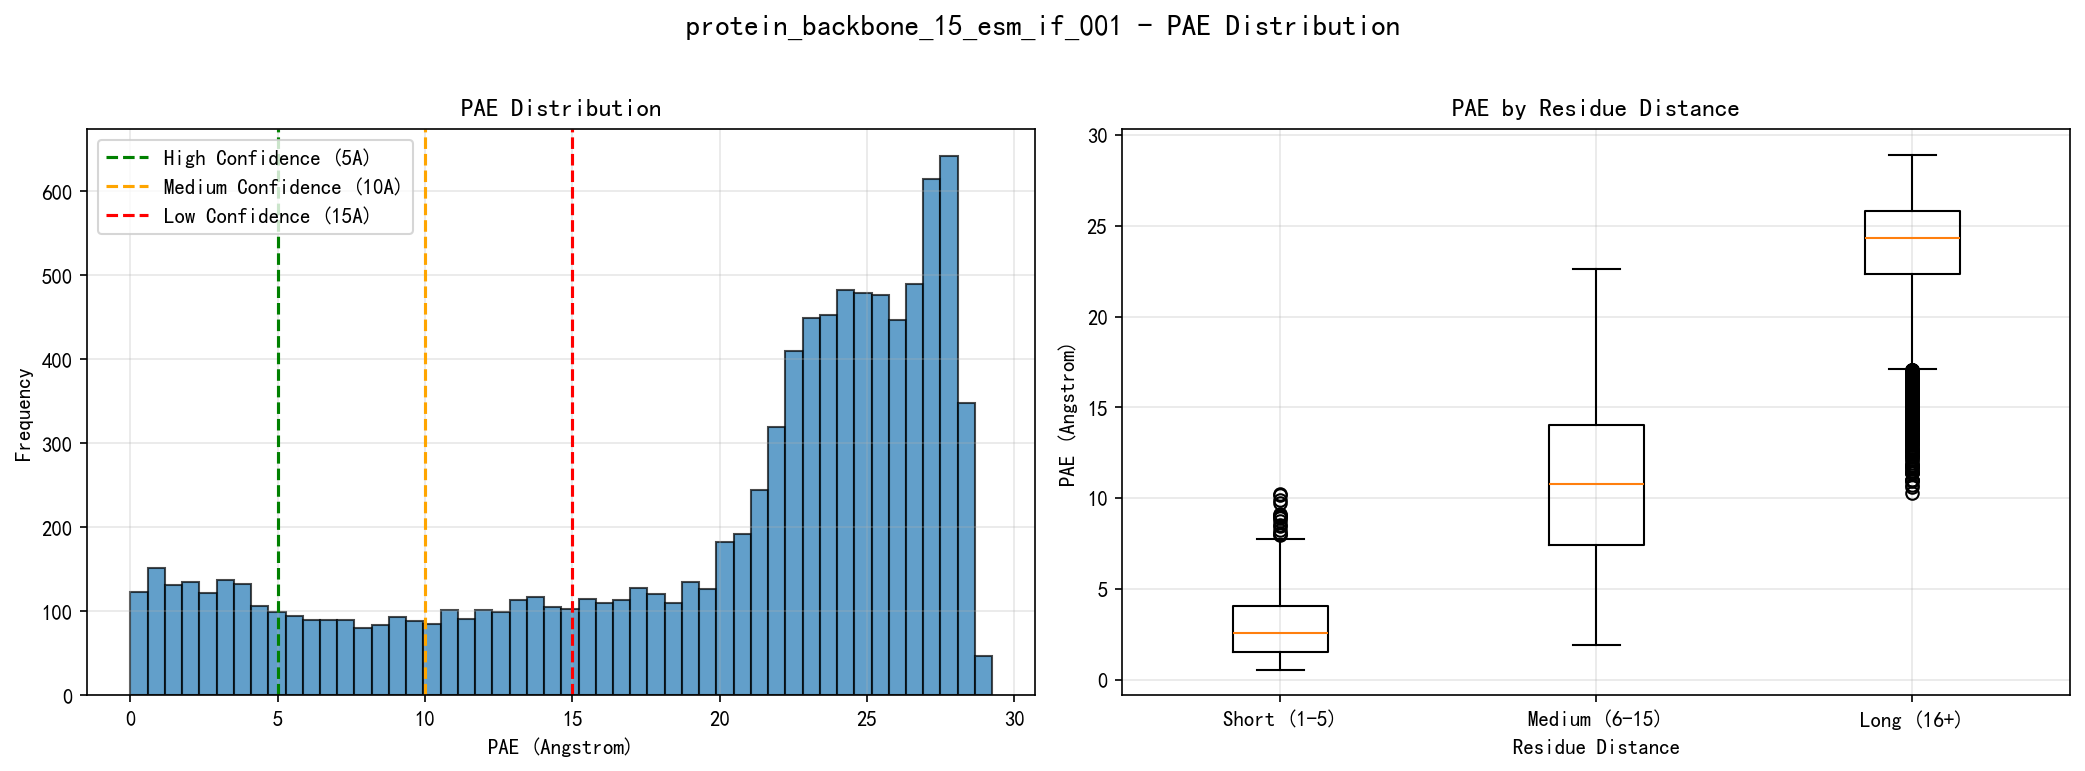 protein_backbone_15_esm_if_001 - PAE Distribution
PAE Distribution
High Confidence (5A)
Medium Confidence (10A)
Low Confidence (15A)
Frequency
600
500
400
300
200
100
0
0 5 10 15 20 25 30
PAE (Angstrom)
PAE by Residue Distance
PAE (Angstrom)
30
25
20
15
10
5
0
Short (1-5) Medium (6-15) Long (16+)
Residue Distance